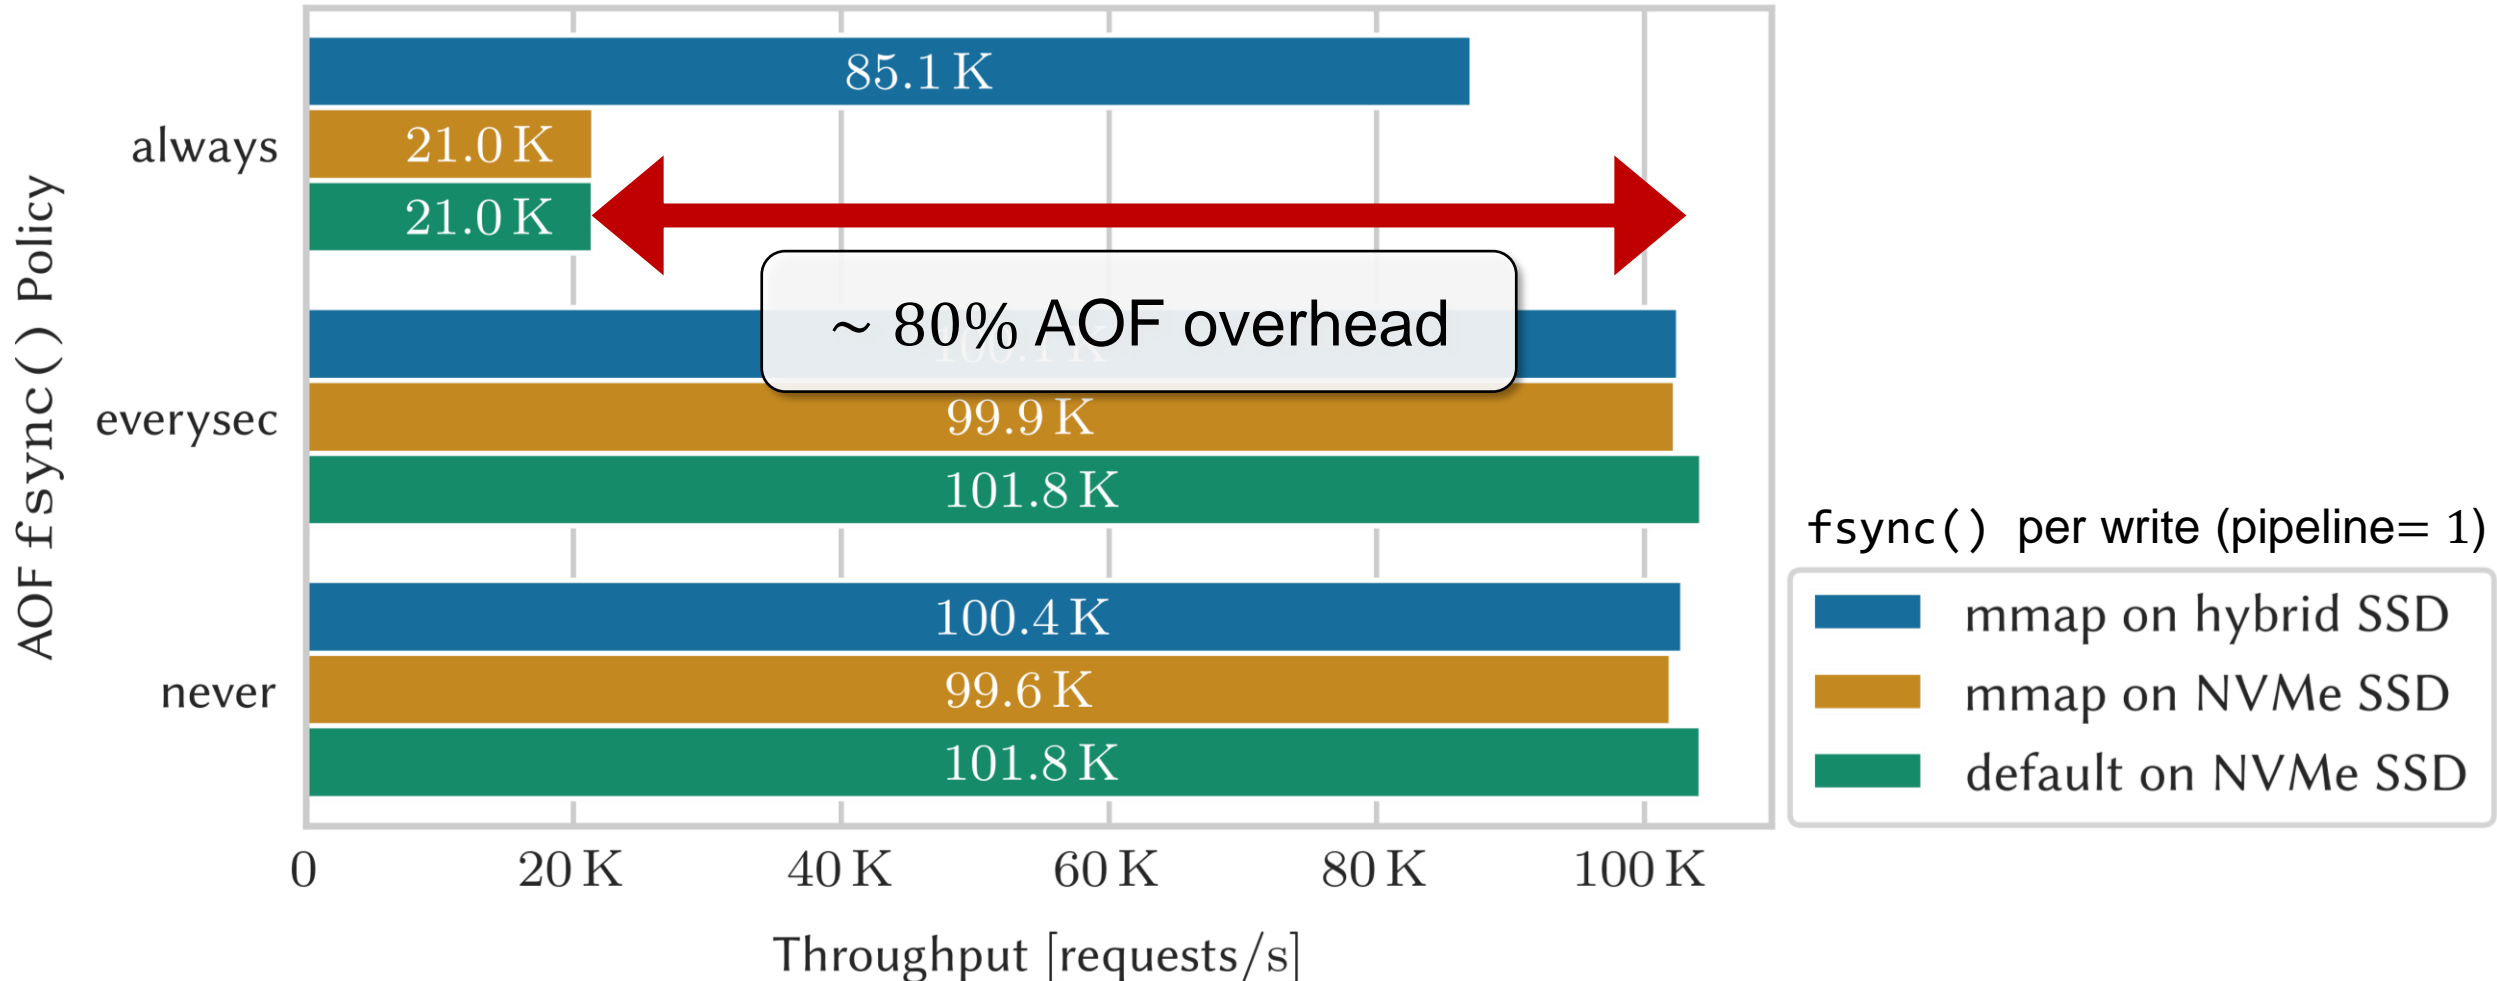 AOF fsync() Policy
always
85.1 K
21.0 K
21.0 K
~ 80% AOF overhead
everysec
100.1 K
99.9 K
101.8 K
never
100.4 K
99.6 K
101.8 K
0 20 K 40 K 60 K 80 K 100 K
Throughput [requests/s]
fsync() per write (pipeline= 1)
mmap on hybrid SSD
mmap on NVMe SSD
default on NVMe SSD